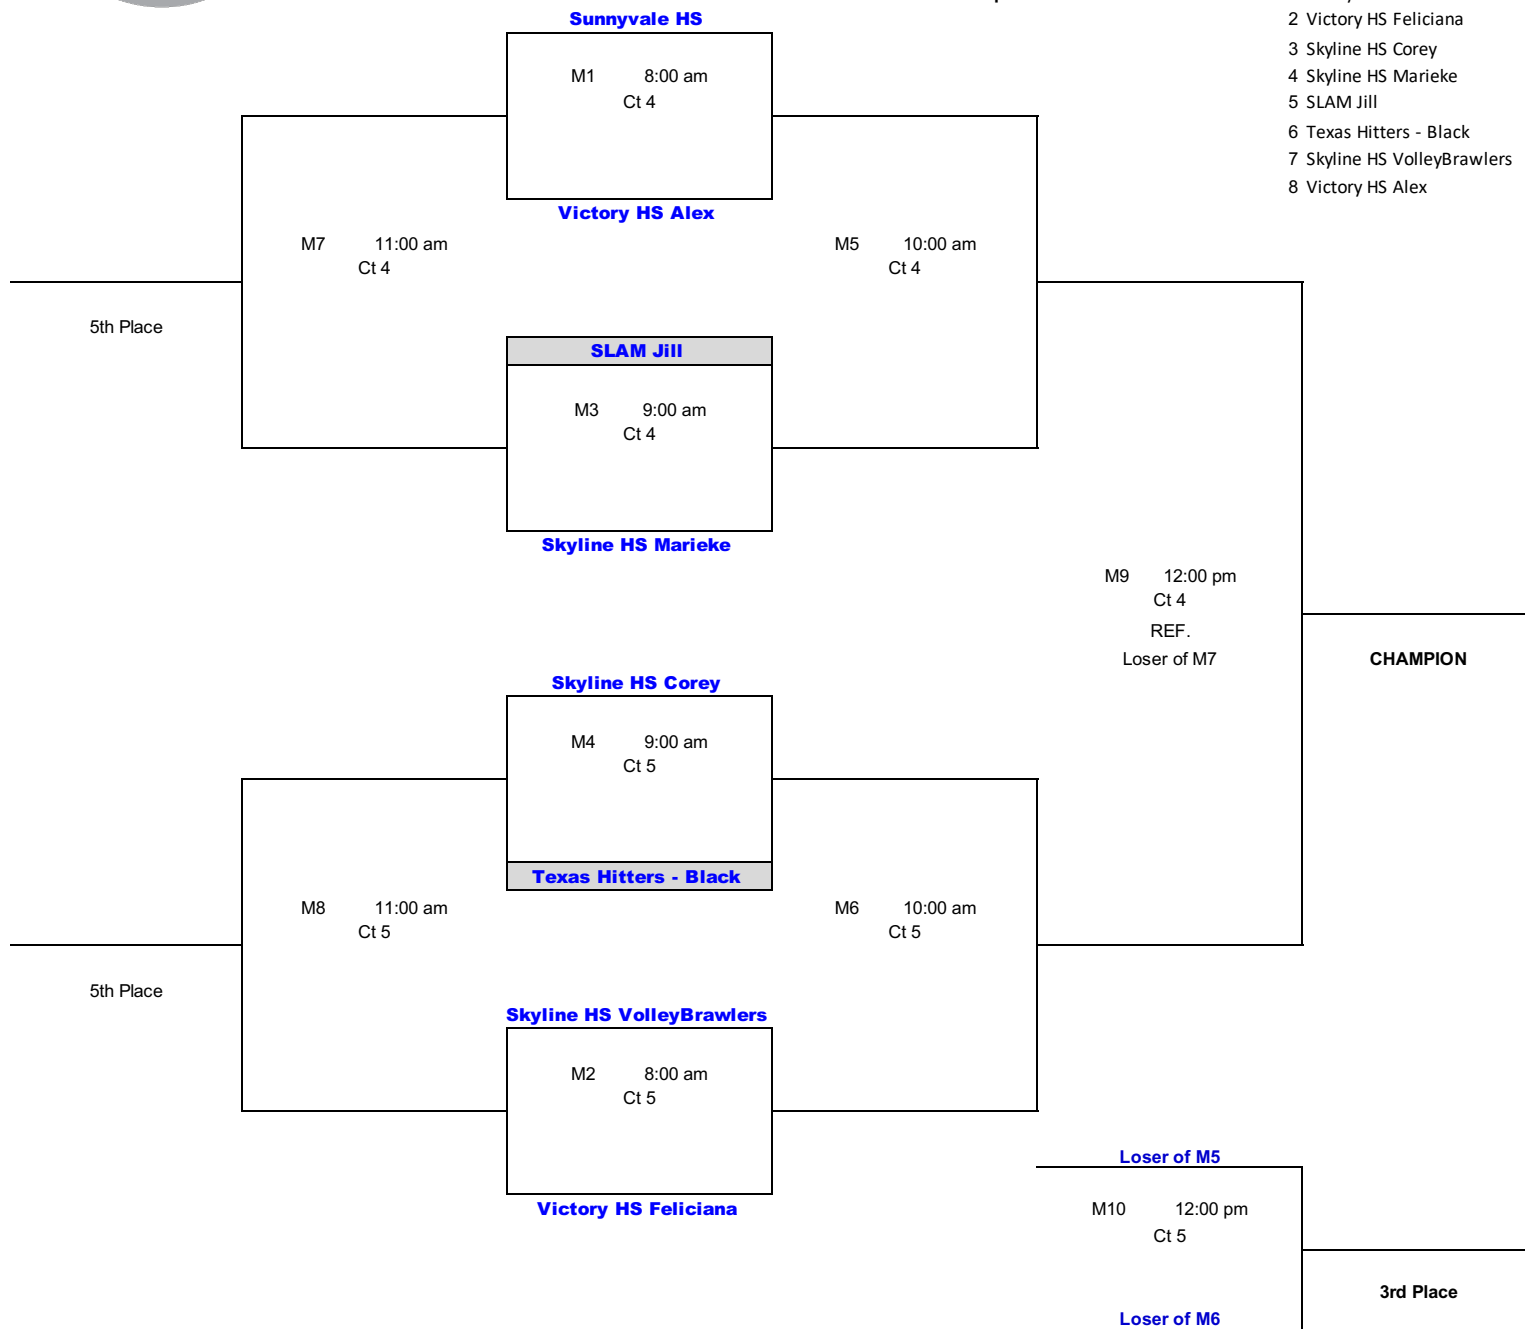 Sunnyvale HS
2 Victory HS Feliciana
3 Skyline HS Corey
M1 8:00 am
4 Skyline HS Marieke
Ct 4
5 SLAM Jill
6 Texas Hitters - Black
7 Skyline HS VolleyBrawlers
8 Victory HS Alex
Victory HS Alex
M7 11:00 am
M5 10:00 am
Ct 4
Ct 4
5th Place
SLAM Jill
M3 9:00 am
Ct 4
Skyline HS Marieke
M9 12:00 pm
Ct 4
REF.
Loser of M7
CHAMPION
Skyline HS Corey
M4 9:00 am
Ct 5
Texas Hitters - Black
M8 11:00 am
M6 10:00 am
Ct 5
Ct 5
5th Place
Skyline HS VolleyBrawlers
M2 8:00 am
Ct 5
Loser of M5
Victory HS Feliciana
M10 12:00 pm
Ct 5
3rd Place
Loser of M6